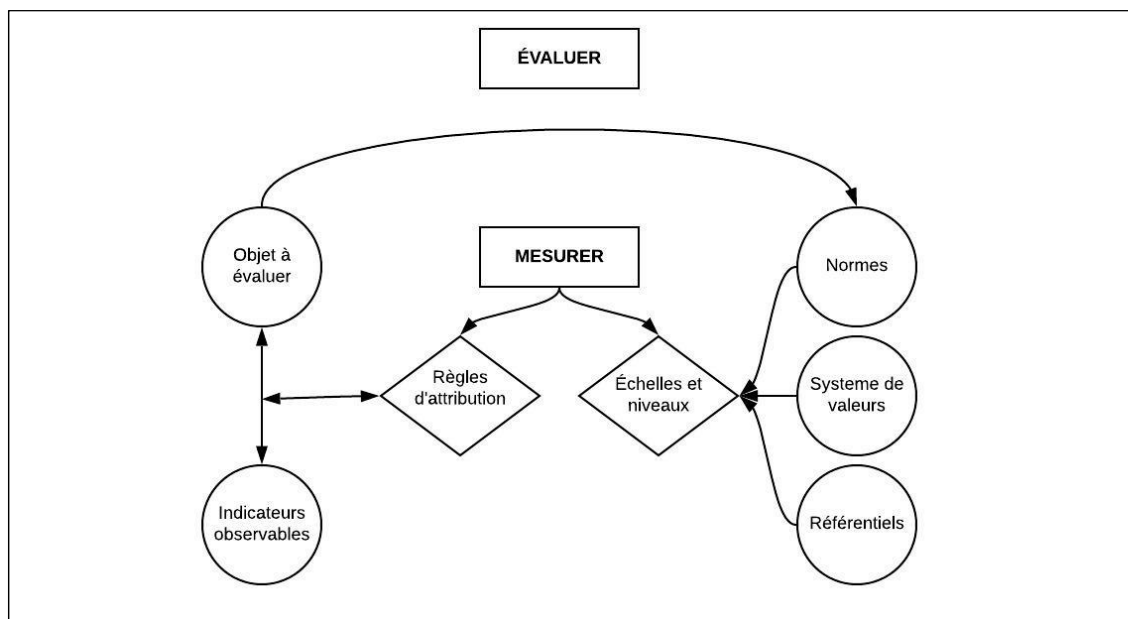 ÉVALUER
Objet à
évaluer
MESURER
Normes
Règles
d'attribution
Échelles et
niveaux
Systeme de
valeurs
Indicateurs
observables
Référentiels